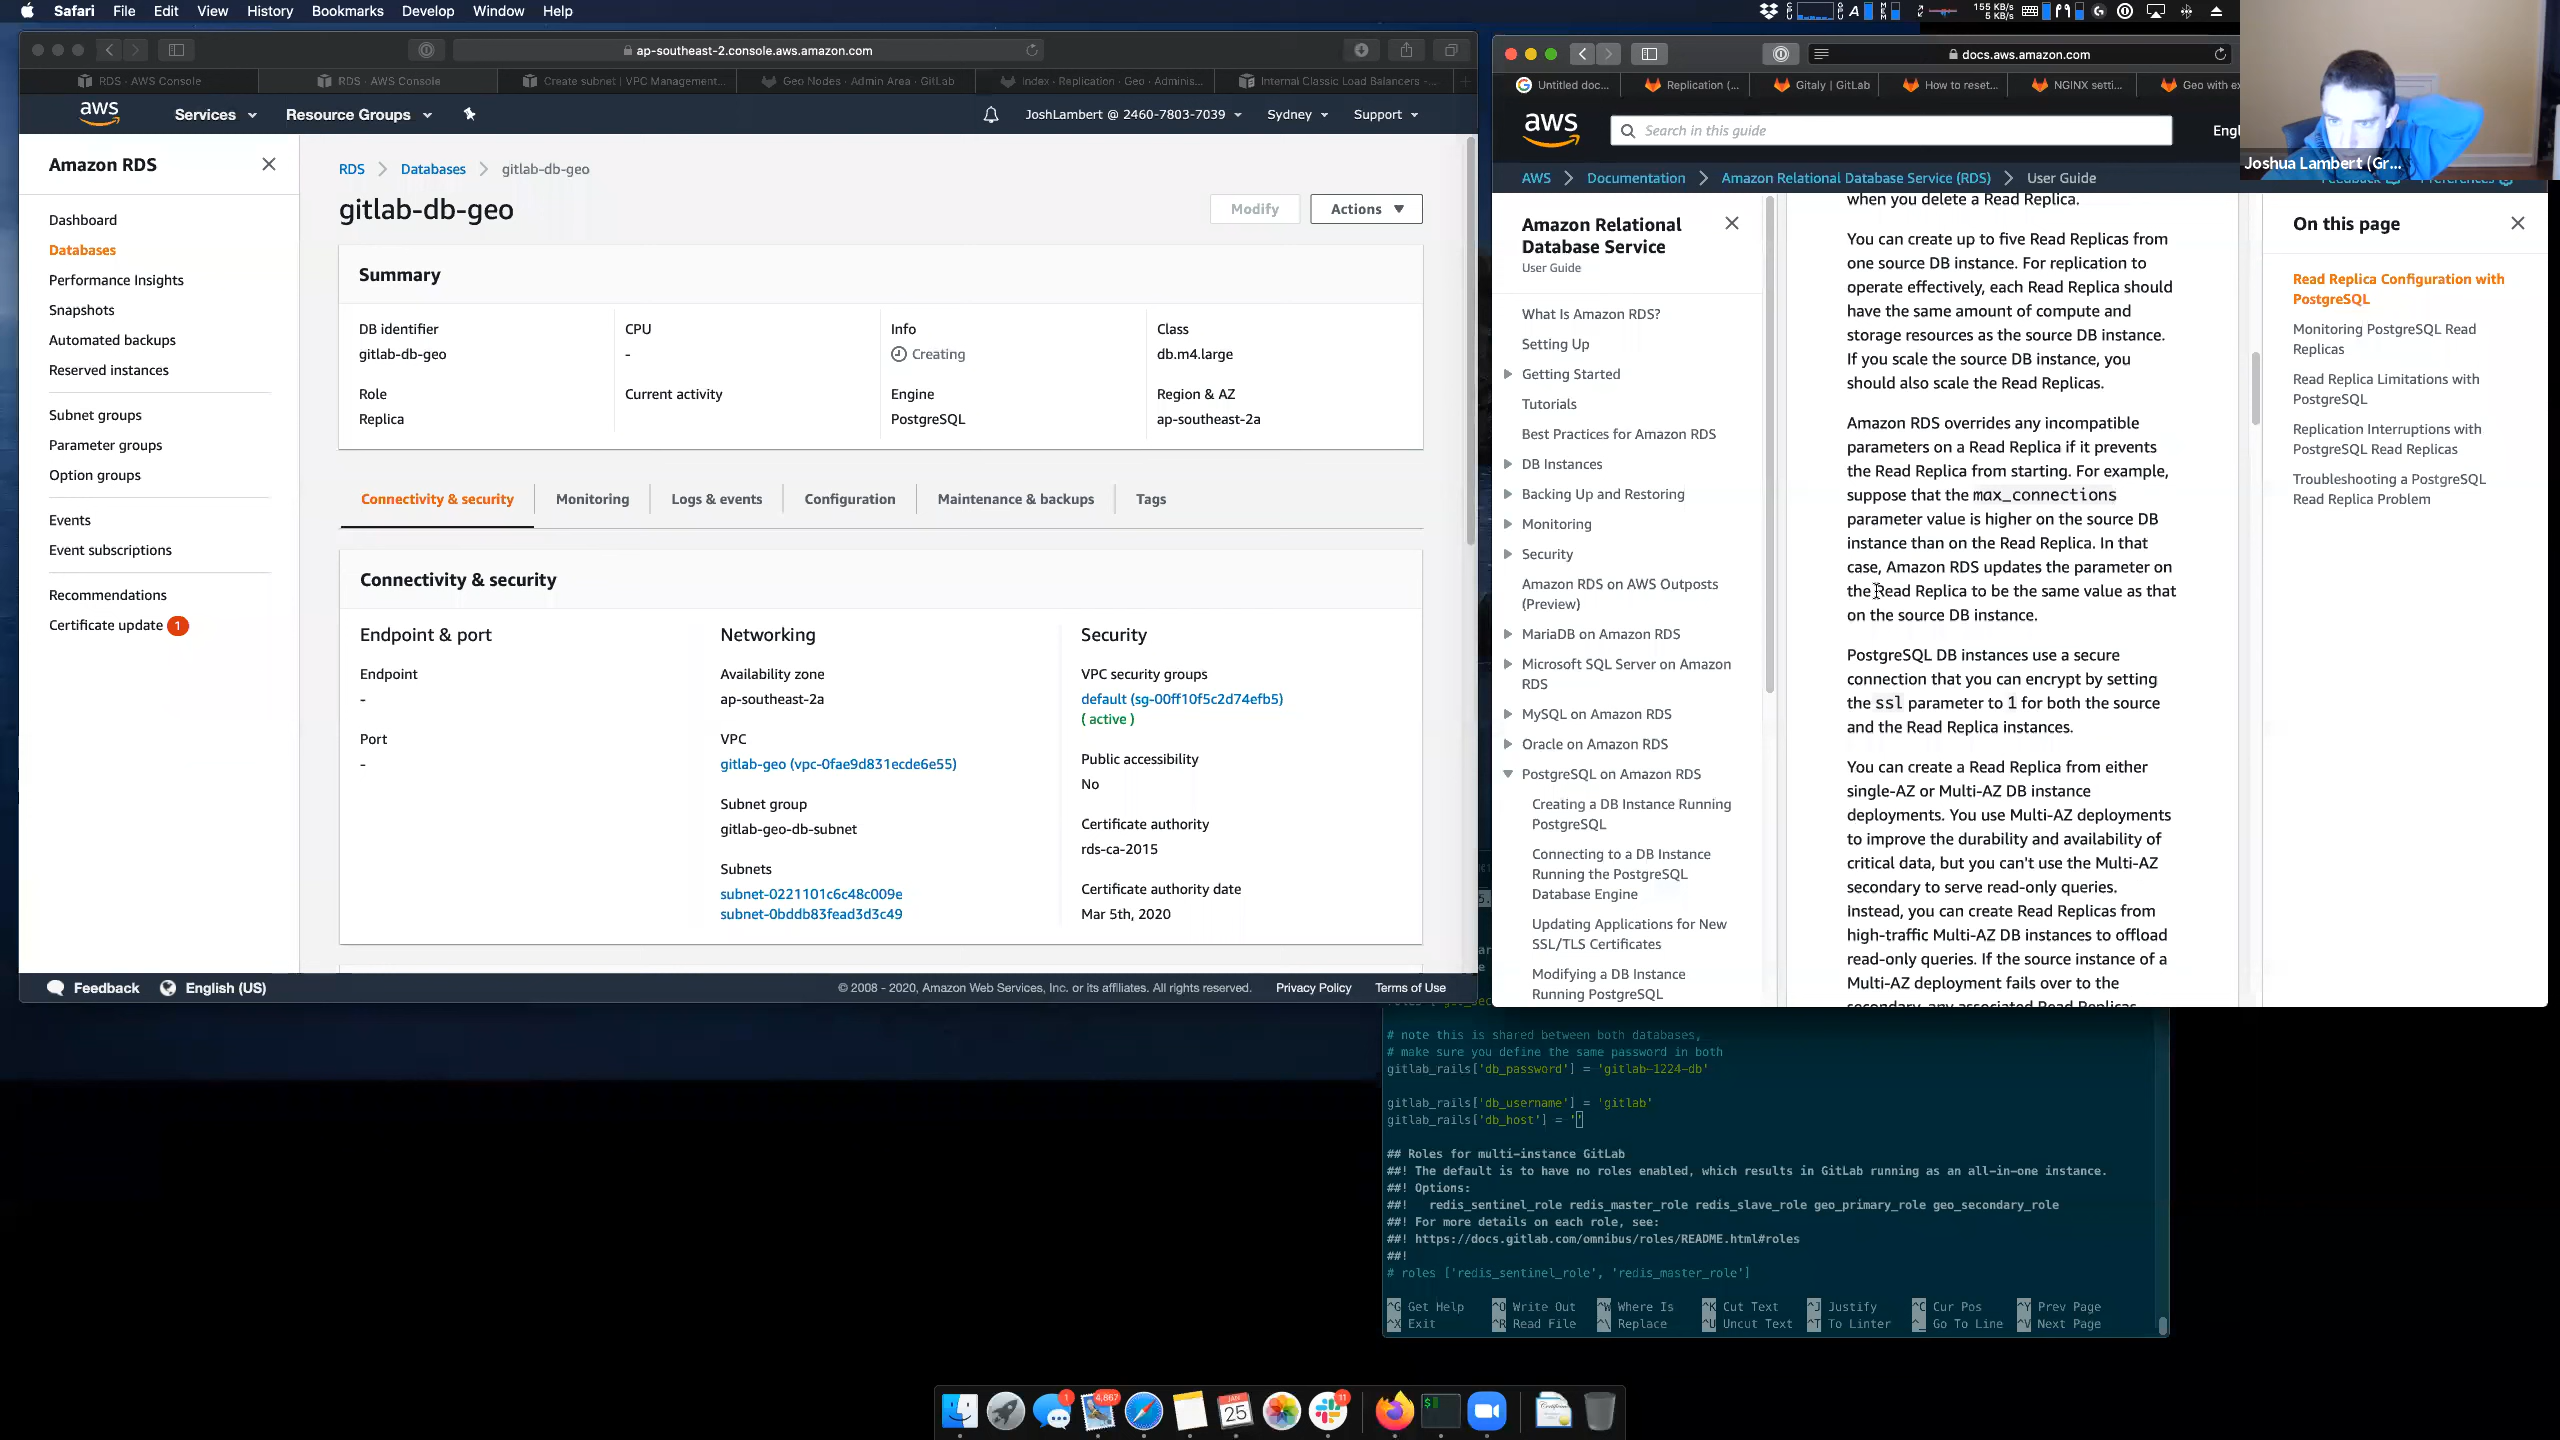 Safari File Edit View History Bookmarks Develop Window Help
155 KB/s
5 KB/s
ap-southeast-2.console.aws.amazon.com
RDS · AWS Console
RDS · AWS Console
Create subnet | VPC Management...
Geo Nodes · Admin Area · GitLab
Index · Replication · Geo · Adminis...
Internal Classic Load Balancers -...
aws
Services
Resource Groups
JoshLambert @ 2460-7803-7039
Sydney
Support
Amazon RDS
Dashboard
Databases
Performance Insights
Snapshots
Automated backups
Reserved instances
Subnet groups
Parameter groups
Option groups
Events
Event subscriptions
Recommendations
Certificate update 1
RDS > Databases > gitlab-db-geo
gitlab-db-geo
Modify
Actions
Summary
DB identifier
gitlab-db-geo
CPU
-
Info
Creating
Class
db.m4.large
Role
Replica
Current activity
Engine
PostgreSQL
Region & AZ
ap-southeast-2a
Connectivity & security
Monitoring
Logs & events
Configuration
Maintenance & backups
Tags
Connectivity & security
Endpoint & port
Endpoint
-
Port
-
Networking
Availability zone
ap-southeast-2a
VPC
gitlab-geo (vpc-0fae9d831ecde6e55)
Subnet group
gitlab-geo-db-subnet
Subnets
subnet-0221101c6c48c009e
subnet-0bddb83fead3d3c49
Security
VPC security groups
default (sg-00ff10f5c2d74efb5)
( active )
Public accessibility
No
Certificate authority
rds-ca-2015
Certificate authority date
Mar 5th, 2020
Feedback
English (US)
© 2008 - 2020, Amazon Web Services, Inc. or its affiliates. All rights reserved.
Privacy Policy
Terms of Use
docs.aws.amazon.com
Untitled doc...
Replication (...
Gitaly | GitLab
How to reset...
NGINX setti...
Geo with ex
aws
Search in this guide
Engl
AWS > Documentation > Amazon Relational Database Service (RDS) > User Guide
Joshua Lambert (Gr...
Amazon Relational
Database Service
User Guide
What Is Amazon RDS?
Setting Up
Getting Started
Tutorials
Best Practices for Amazon RDS
DB Instances
Backing Up and Restoring
Monitoring
Security
Amazon RDS on AWS Outposts
(Preview)
MariaDB on Amazon RDS
Microsoft SQL Server on Amazon
RDS
MySQL on Amazon RDS
Oracle on Amazon RDS
PostgreSQL on Amazon RDS
Creating a DB Instance Running
PostgreSQL
Connecting to a DB Instance
Running the PostgreSQL
Database Engine
Updating Applications for New
SSL/TLS Certificates
Modifying a DB Instance
Running PostgreSQL
when you delete a Read Replica.
You can create up to five Read Replicas from
one source DB instance. For replication to
operate effectively, each Read Replica should
have the same amount of compute and
storage resources as the source DB instance.
If you scale the source DB instance, you
should also scale the Read Replicas.
Amazon RDS overrides any incompatible
parameters on a Read Replica if it prevents
the Read Replica from starting. For example,
suppose that the max_connections
parameter value is higher on the source DB
instance than on the Read Replica. In that
case, Amazon RDS updates the parameter on
the Read Replica to be the same value as that
on the source DB instance.
PostgreSQL DB instances use a secure
connection that you can encrypt by setting
the ssl parameter to 1 for both the source
and the Read Replica instances.
You can create a Read Replica from either
single-AZ or Multi-AZ DB instance
deployments. You use Multi-AZ deployments
to improve the durability and availability of
critical data, but you can't use the Multi-AZ
secondary to serve read-only queries.
Instead, you can create Read Replicas from
high-traffic Multi-AZ DB instances to offload
read-only queries. If the source instance of a
Multi-AZ deployment fails over to the
secondary, any associated Read Replicas
On this page
Read Replica Configuration with
PostgreSQL
Monitoring PostgreSQL Read
Replicas
Read Replica Limitations with
PostgreSQL
Replication Interruptions with
PostgreSQL Read Replicas
Troubleshooting a PostgreSQL
Read Replica Problem
# note this is shared between both databases,
# make sure you define the same password in both
gitlab_rails['db_password'] = 'gitlab-1224-db'
gitlab_rails['db_username'] = 'gitlab'
gitlab_rails['db_host'] = ''
## Roles for multi-instance GitLab
##! The default is to have no roles enabled, which results in GitLab running as an all-in-one instance.
##! Options:
##!   redis_sentinel_role redis_master_role redis_slave_role geo_primary_role geo_secondary_role
##! For more details on each role, see:
##! https://docs.gitlab.com/omnibus/roles/README.html#roles
##!
# roles ['redis_sentinel_role', 'redis_master_role']
^G Get Help ^O Write Out ^W Where Is ^K Cut Text ^J Justify ^C Cur Pos ^Y Prev Page
^X Exit ^R Read File ^\ Replace ^U Uncut Text ^T To Linter ^_ Go To Line ^V Next Page
1
4,867
JAN
25
11